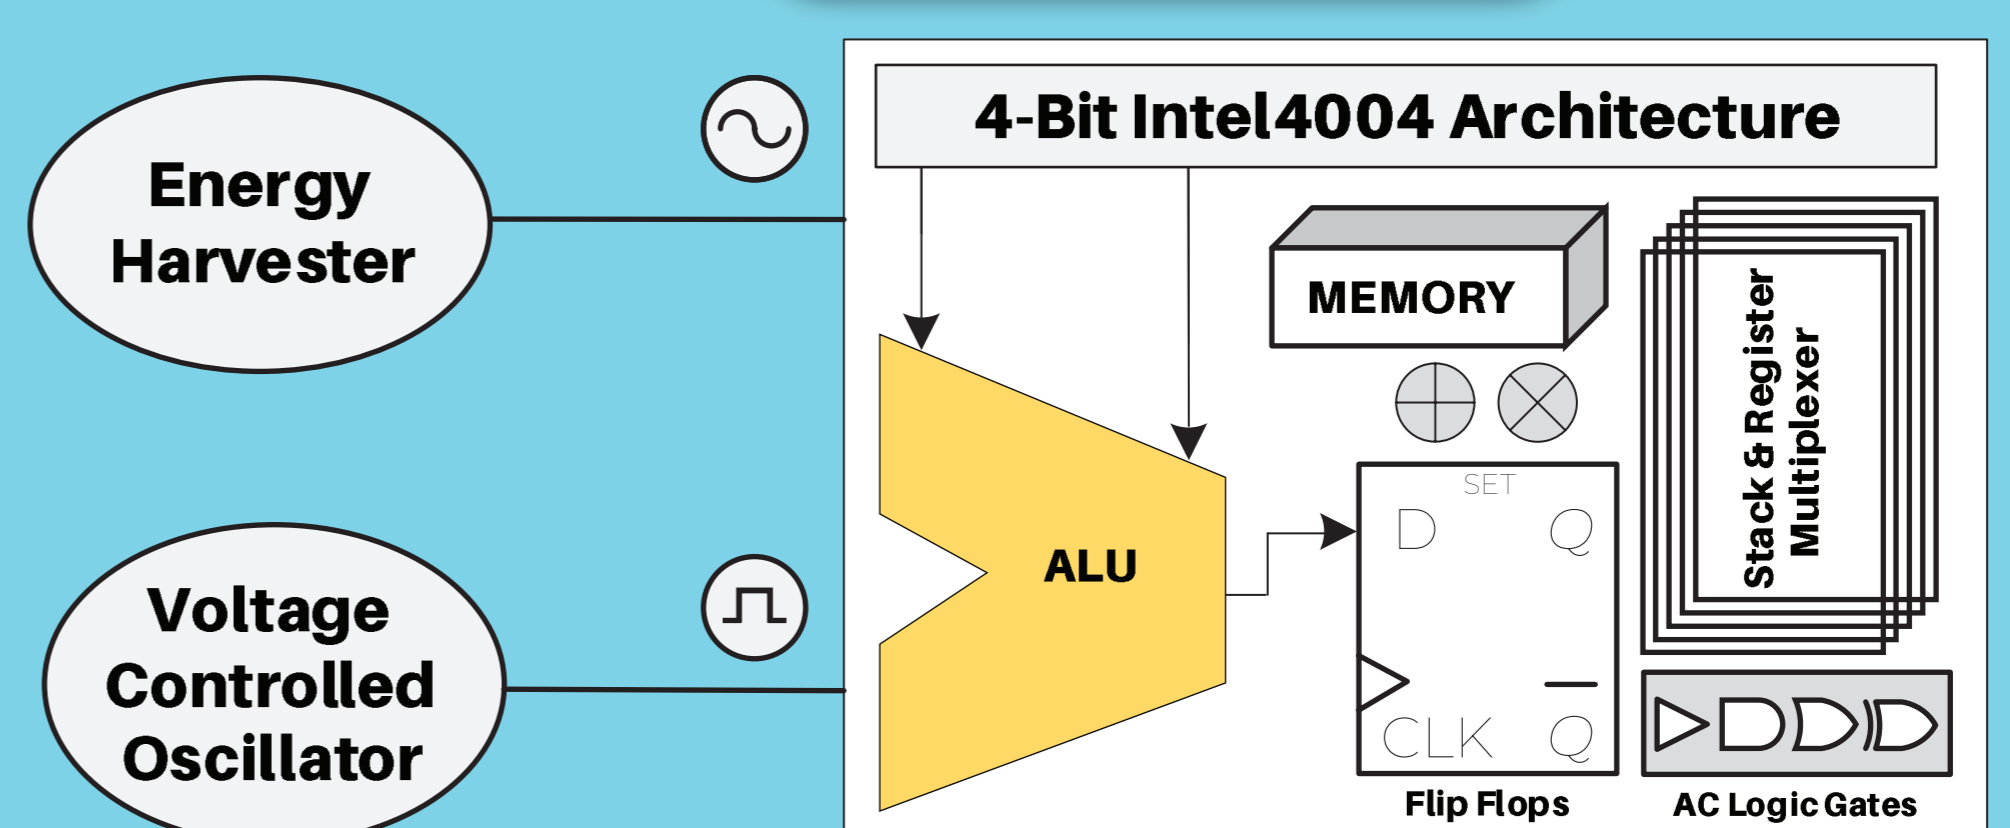 4-Bit Intel4004 Architecture
Energy
Harvester
MEMORY
Stack & Register
Multiplexer
SET
D
Q
ALU
Voltage
Controlled
Oscillator
CLK
Q
Flip Flops
AC Logic Gates